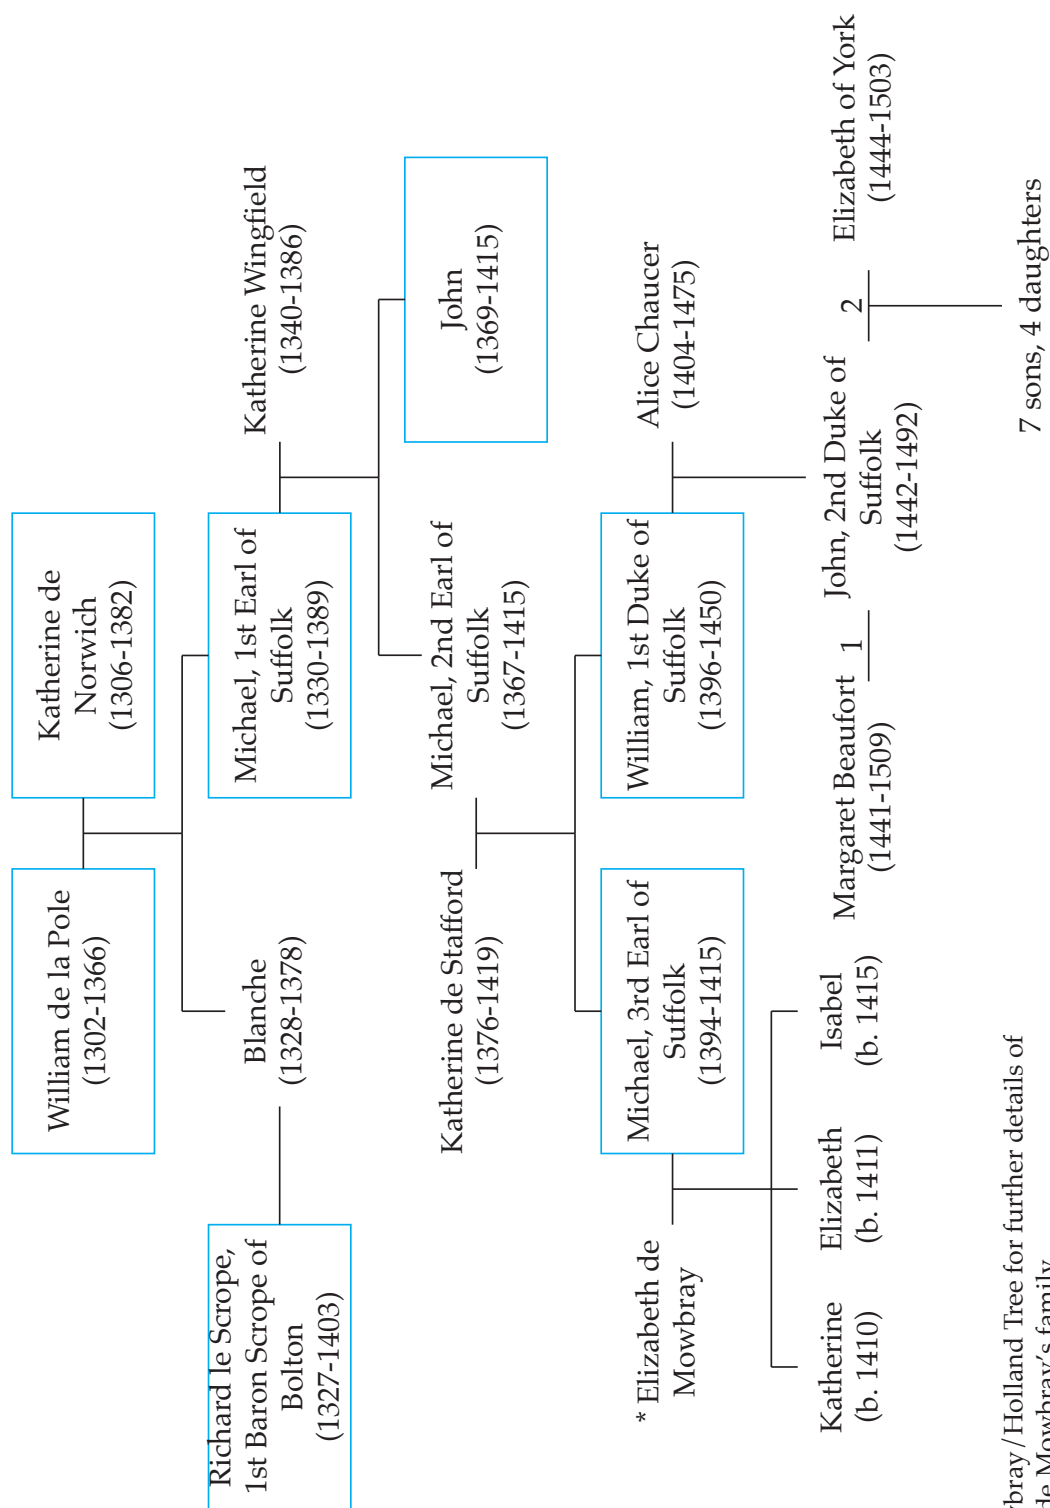 William de la Pole
(1302-1366)
Katherine de
Norwich
(1306-1382)
Richard le Scrope,
1st Baron Scrope of
Bolton
(1327-1403)
Blanche
(1328-1378)
Michael, 1st Earl of
Suffolk
(1330-1389)
Katherine Wingfield
(1340-1386)
Katherine de Stafford
(1376-1419)
Michael, 2nd Earl of
Suffolk
(1367-1415)
John
(1369-1415)
* Elizabeth de
Mowbray
Michael, 3rd Earl of
Suffolk
(1394-1415)
William, 1st Duke of
Suffolk
(1396-1450)
Alice Chaucer
(1404-1475)
Katherine
(b. 1410)
Elizabeth
(b. 1411)
Isabel
(b. 1415)
Margaret Beaufort
(1441-1509)
1
John, 2nd Duke of
Suffolk
(1442-1492)
2
Elizabeth of York
(1444-1503)
7 sons, 4 daughters
wbray/Holland Tree for further details of
de Mowbray's family